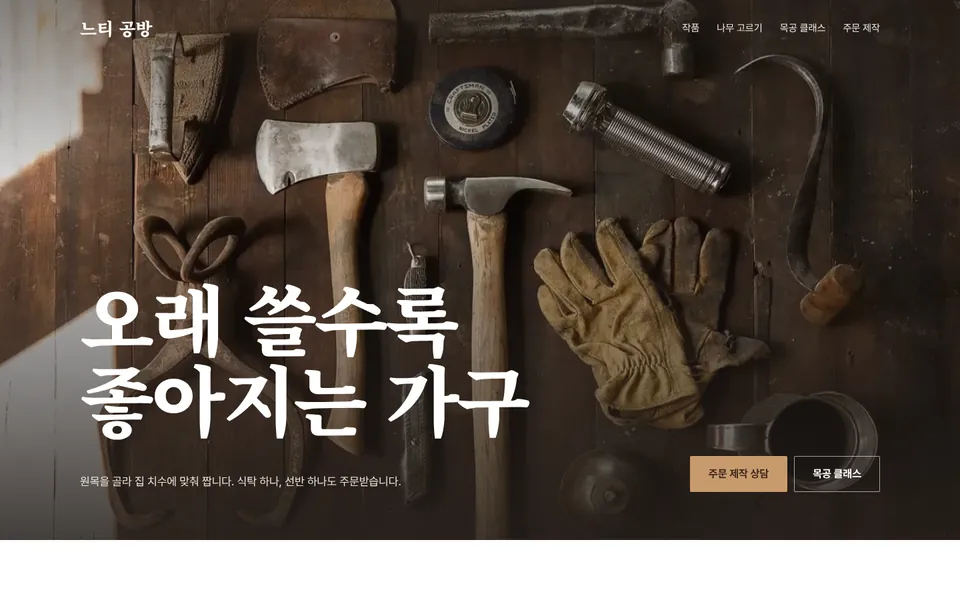 느티 공방
작품 나무 고르기 목공 클래스 주문 제작
CRAFTSMAN
NICKEL PLATED
오래 쓸수록
좋아지는 가구
원목을 골라 집 치수에 맞춰 짭니다. 식탁 하나, 선반 하나도 주문받습니다.
주문 제작 상담
목공 클래스